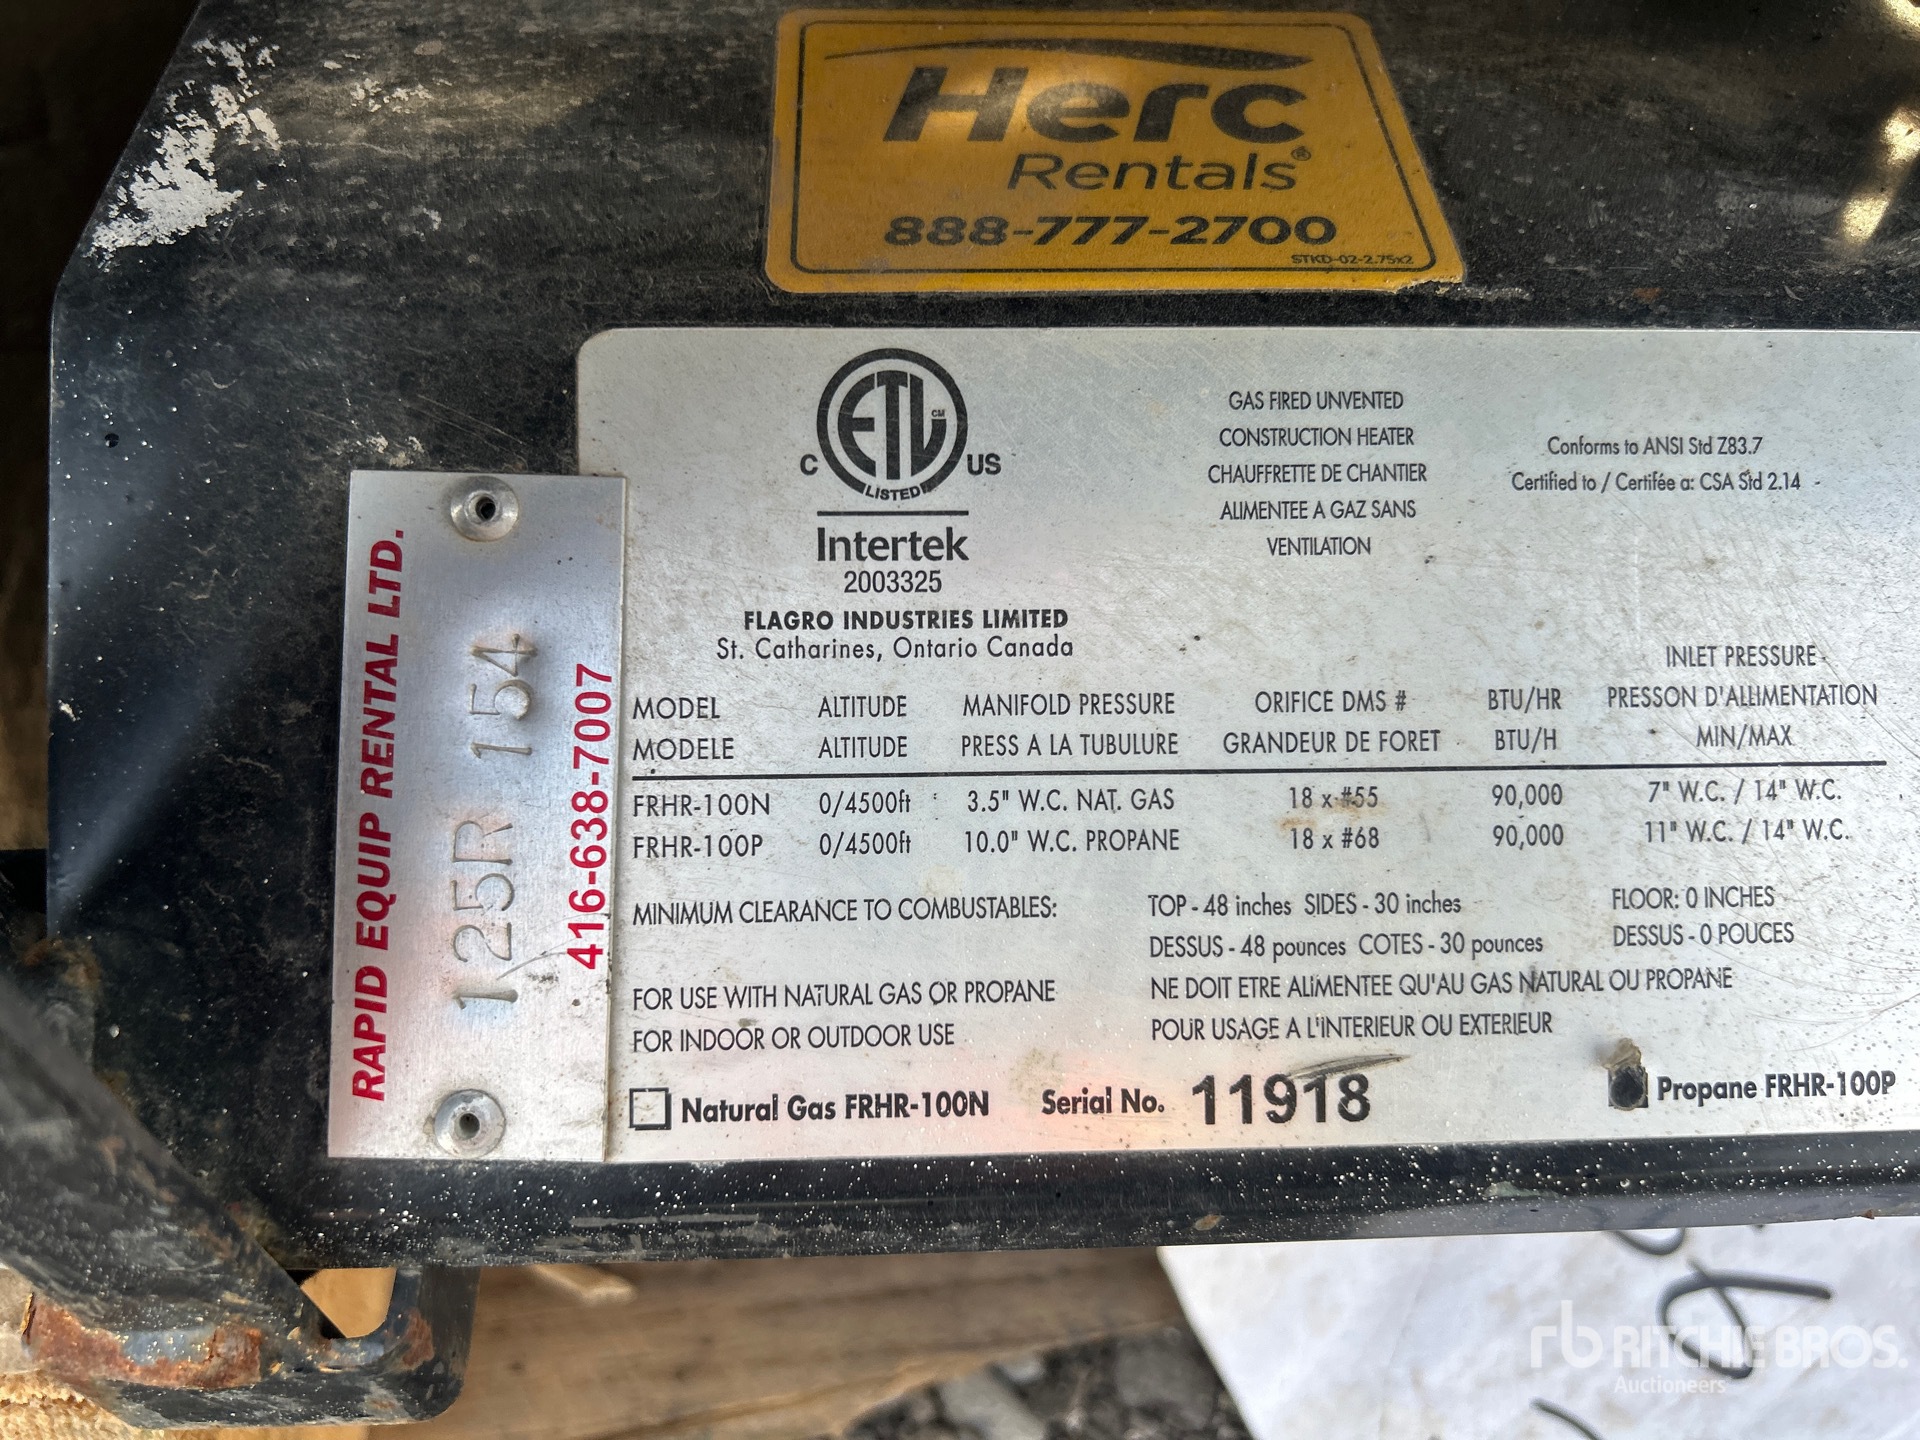 Herc
Rentals®
888-777-2700
STKD-02-2.75x2
C ETL CM US
LISTED
Intertek
2003325
FLAGRO INDUSTRIES LIMITED
St. Catharines, Ontario Canada
GAS FIRED UNVENTED
CONSTRUCTION HEATER
CHAUFFRETTE DE CHANTIER
ALIMENTEE A GAZ SANS
VENTILATION
Conforms to ANSI Std Z83.7
Certified to / Certifée a: CSA Std 2.14
RAPID EQUIP RENTAL LTD.
125R 154
416-638-7007
INLET PRESSURE
MODEL ALTITUDE MANIFOLD PRESSURE ORIFICE DMS # BTU/HR PRESSON D'ALLIMENTATION
MODELE ALTITUDE PRESS A LA TUBULURE GRANDEUR DE FORET BTU/H MIN/MAX
FRHR-100N 0/4500ft 3.5" W.C. NAT. GAS 18 x #55 90,000 7" W.C. / 14" W.C.
FRHR-100P 0/4500ft 10.0" W.C. PROPANE 18 x #68 90,000 11" W.C. / 14" W.C.
MINIMUM CLEARANCE TO COMBUSTABLES: TOP - 48 inches SIDES - 30 inches FLOOR: 0 INCHES
DESSUS - 48 pounces COTES - 30 pounces DESSUS - 0 POUCES
FOR USE WITH NATURAL GAS OR PROPANE NE DOIT ETRE ALIMENTEE QU'AU GAS NATURAL OU PROPANE
FOR INDOOR OR OUTDOOR USE POUR USAGE A L'INTERIEUR OU EXTERIEUR
Natural Gas FRHR-100N Serial No. 11918 Propane FRHR-100P
rb RITCHIE BROS.
Auctioneers